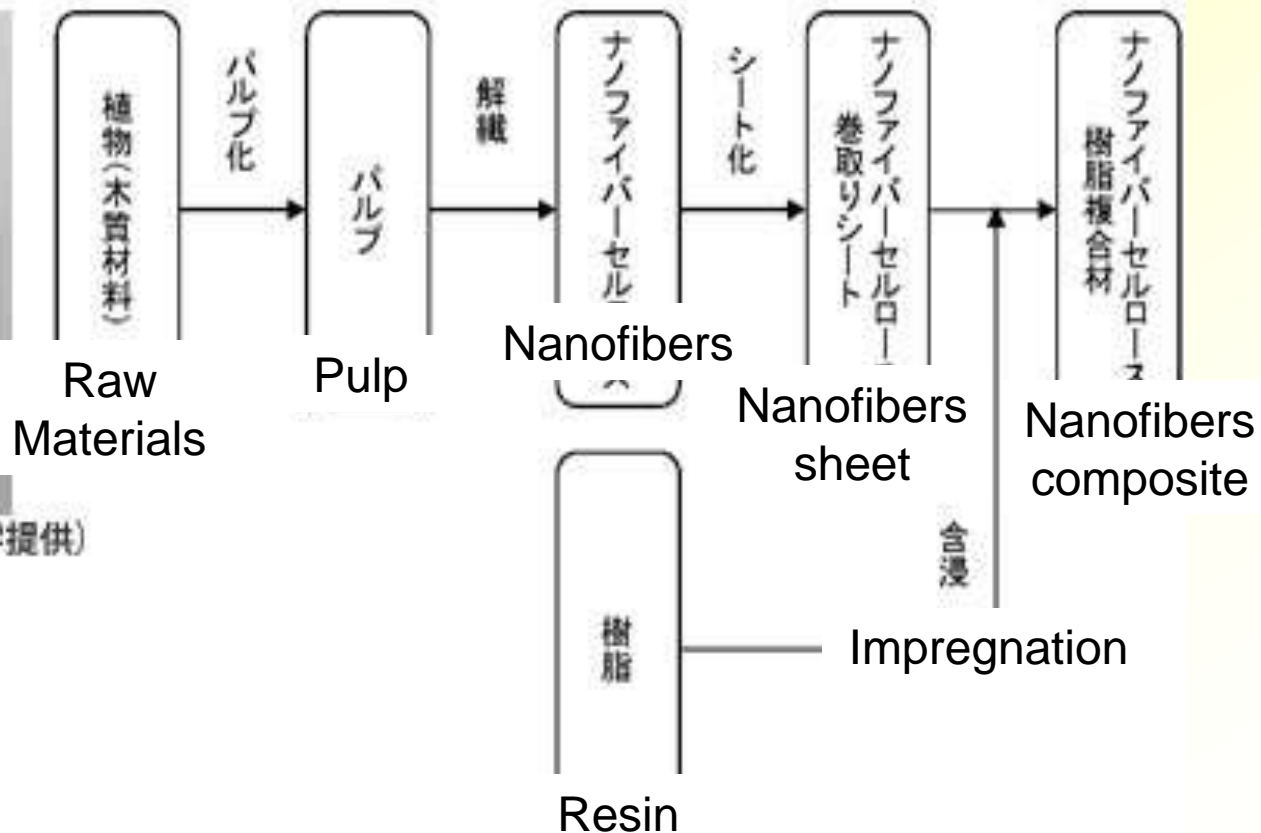 植物（木質材料）
パルプ化
パルプ
解繊
ナノファイバーセル
シート化
ナノファイバーセルロー
巻取りシート
ナノファイバーセルロース
樹脂複合材
Raw
Materials
Pulp
Nanofibers
Nanofibers
sheet
Nanofibers
composite
提供）
含浸
樹脂
Impregnation
Resin